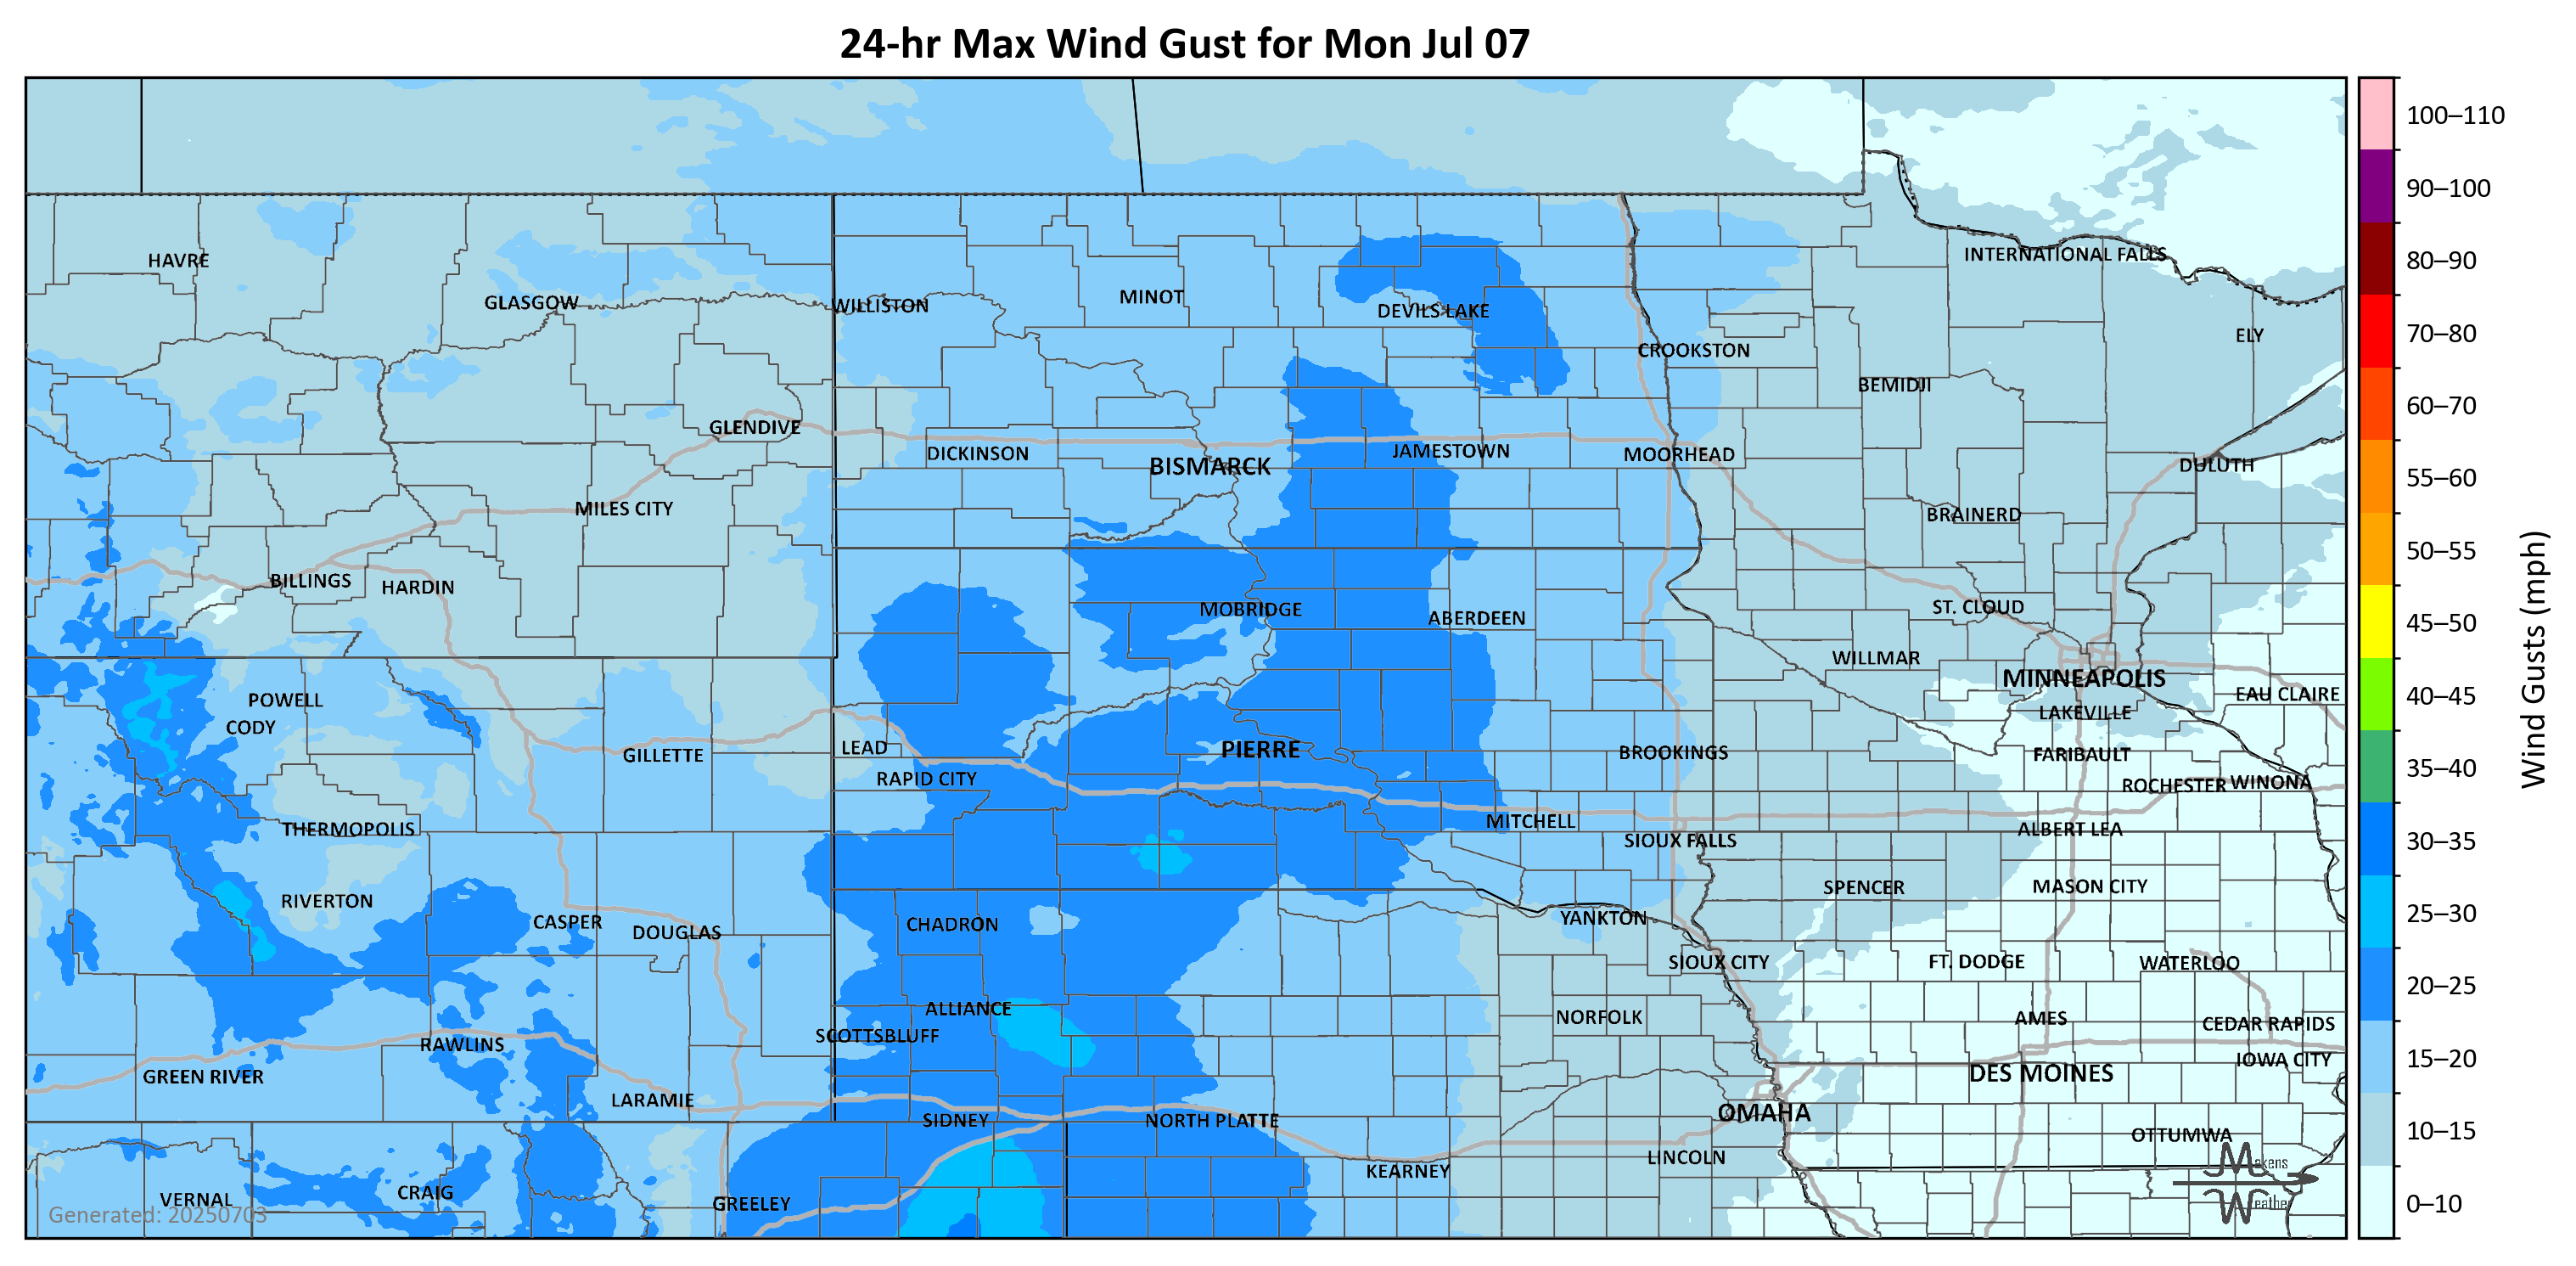 24-hr Max Wind Gust for Mon Jul 07
100–110
90–100
80–90
70–80
60–70
55–60
50–55
45–50
40–45
35–40
30–35
25–30
20–25
15–20
10–15
0–10
Wind Gusts (mph)
HAVRE
GLASGOW
WILLISTON
MINOT
DEVILS LAKE
INTERNATIONAL FALLS
ELY
CROOKSTON
BEMIDJI
GLENDIVE
DICKINSON
BISMARCK
JAMESTOWN
MOORHEAD
DULUTH
MILES CITY
BRAINERD
BILLINGS
HARDIN
MOBRIDGE
ABERDEEN
ST. CLOUD
WILLMAR
MINNEAPOLIS
EAU CLAIRE
POWELL
CODY
LAKEVILLE
GILLETTE
LEAD
PIERRE
BROOKINGS
FARIBAULT
RAPID CITY
ROCHESTER
WINONA
THERMOPOLIS
MITCHELL
ALBERT LEA
SIOUX FALLS
RIVERTON
SPENCER
MASON CITY
CASPER
DOUGLAS
CHADRON
YANKTON
SIOUX CITY
FT. DODGE
WATERLOO
ALLIANCE
NORFOLK
AMES
CEDAR RAPIDS
SCOTTSBLUFF
RAWLINS
IOWA CITY
GREEN RIVER
DES MOINES
LARAMIE
SIDNEY
NORTH PLATTE
OMAHA
OTTUMWA
LINCOLN
KEARNEY
VERNAL
CRAIG
GREELEY
Generated: 20250703
Makens
Weather